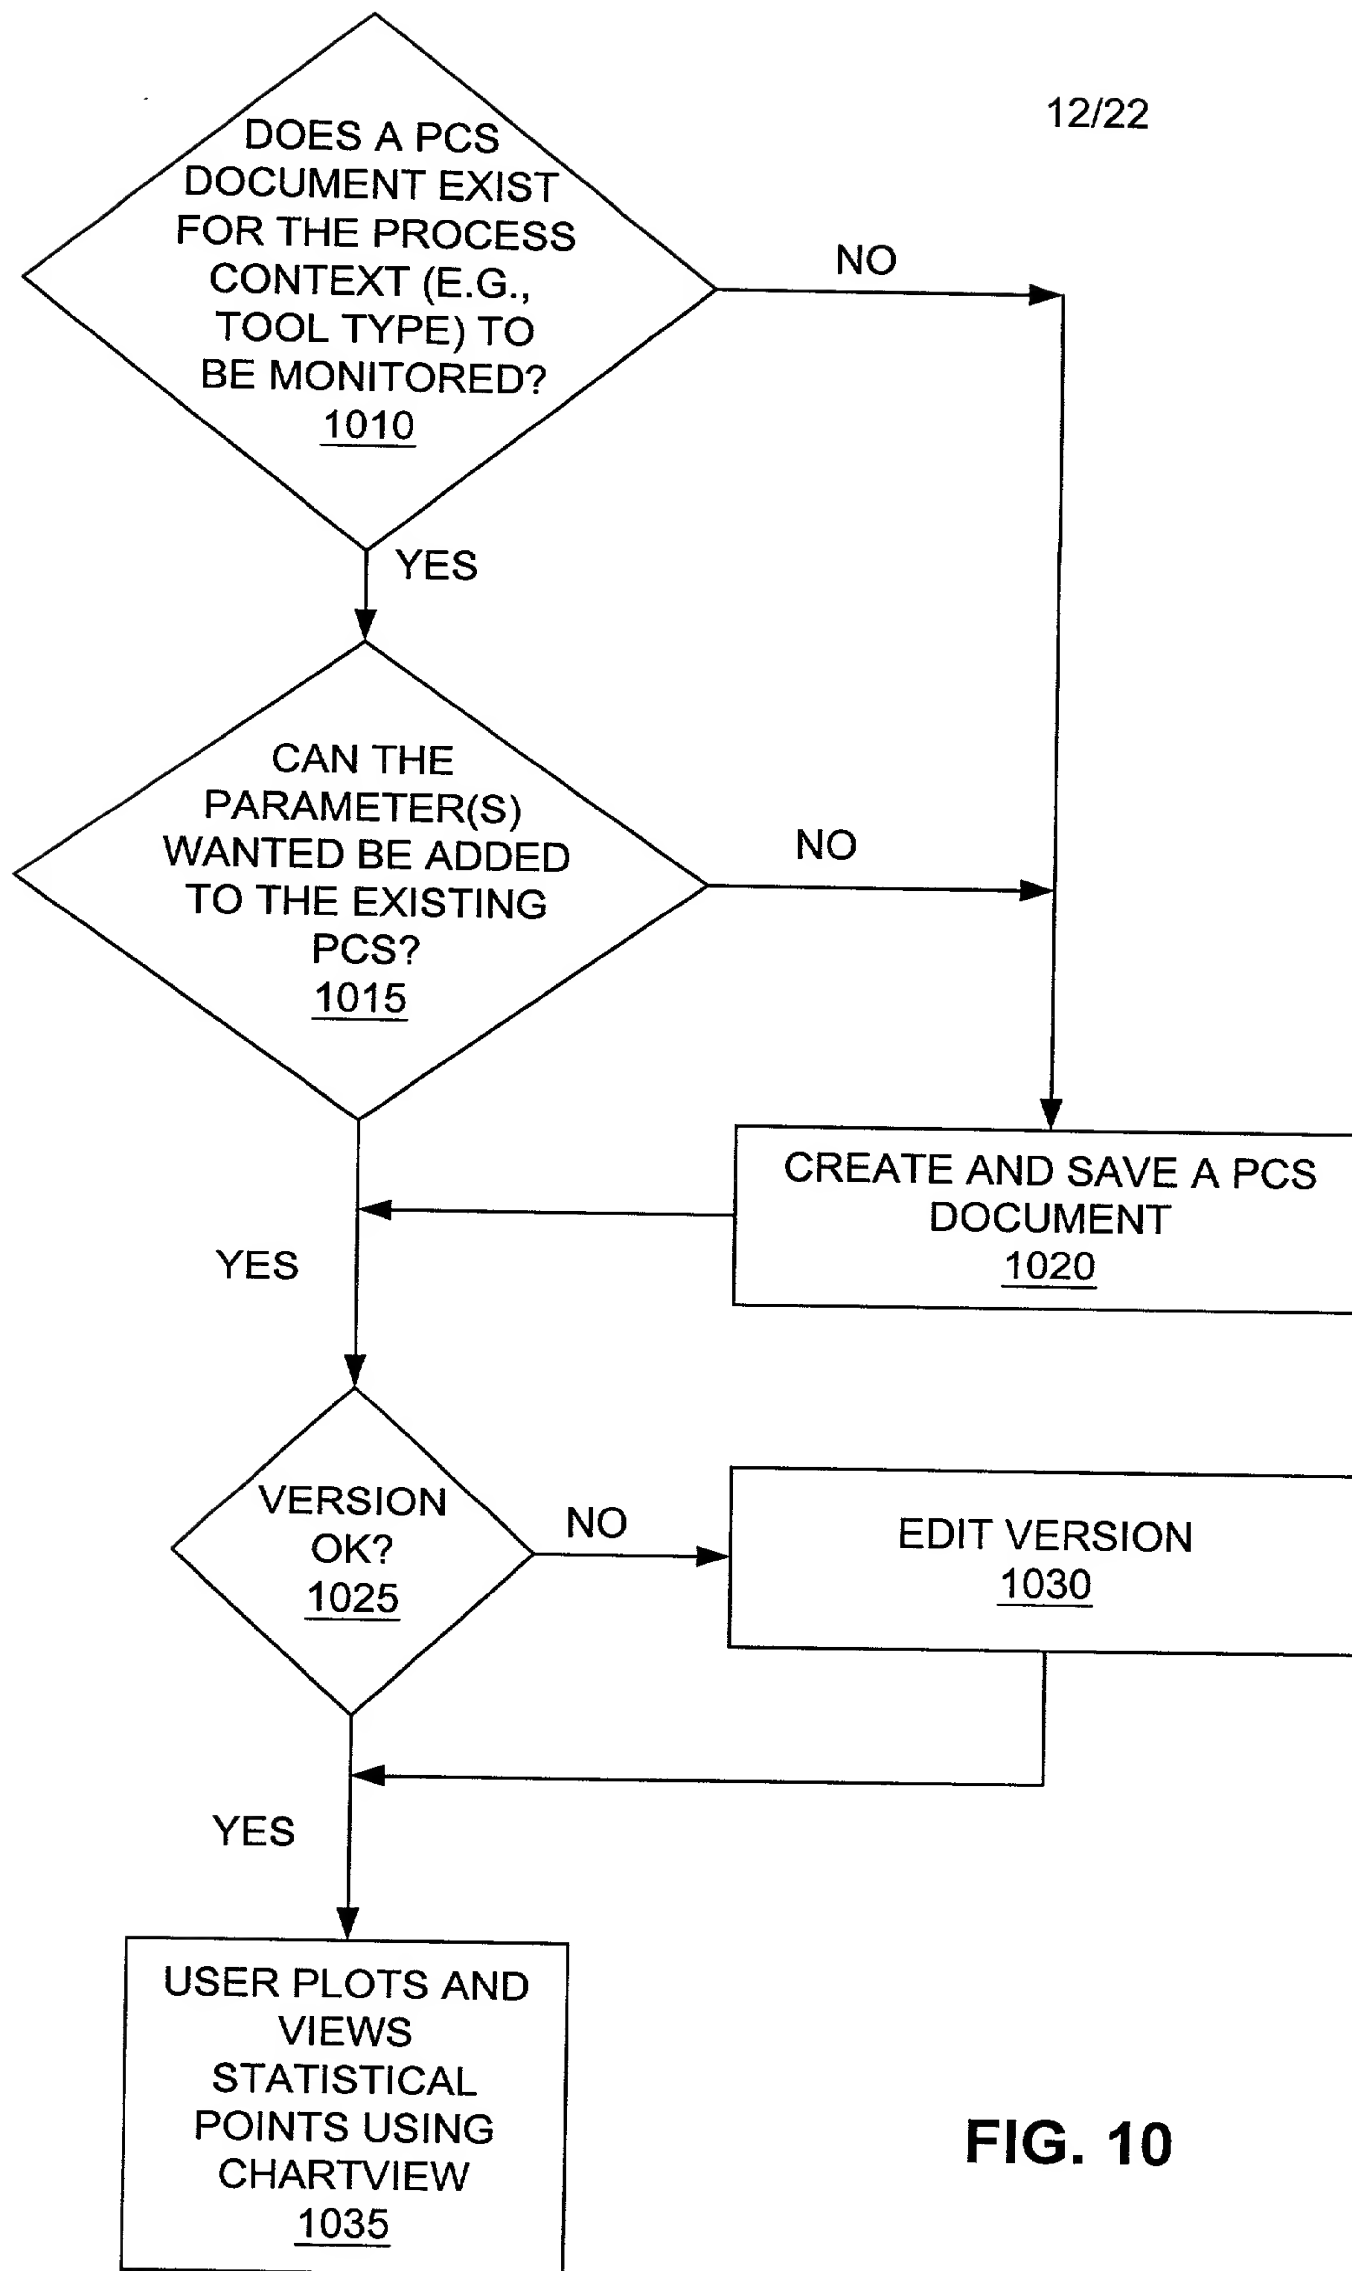 12/22
DOES A PCS
DOCUMENT EXIST
FOR THE PROCESS
CONTEXT (E.G.,
TOOL TYPE) TO
BE MONITORED?
1010
NO
YES
CAN THE
PARAMETER(S)
WANTED BE ADDED
TO THE EXISTING
PCS?
1015
NO
CREATE AND SAVE A PCS
DOCUMENT
1020
YES
VERSION
OK?
1025
NO
EDIT VERSION
1030
YES
USER PLOTS AND
VIEWS
STATISTICAL
POINTS USING
CHARTVIEW
1035
FIG. 10